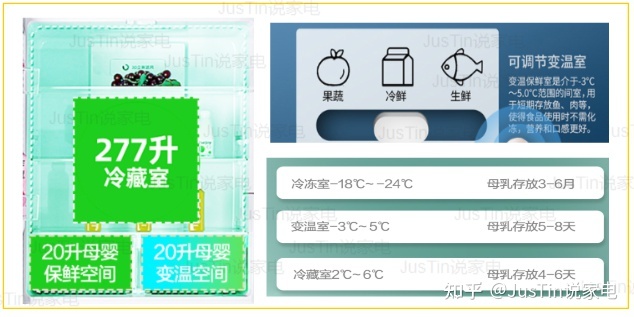 277升
冷藏室
20升母婴
保鲜空间
20升母婴
变温空间
果蔬
冷鲜
生鲜
可调节变温室
变温保鲜室是介于-3℃
～5.0℃范围的间室,用
于短期存放鱼、肉等,
使得食品使用时不需化
冻，营养和口感更好。
冷冻室-18℃~ -24℃ 母乳存放3-6月
变温室-3℃~ 5℃ 母乳存放5-8天
冷藏室2℃~ 6℃ 母乳存放4-6天
JusTin说家电
知乎 @JusTin说家电